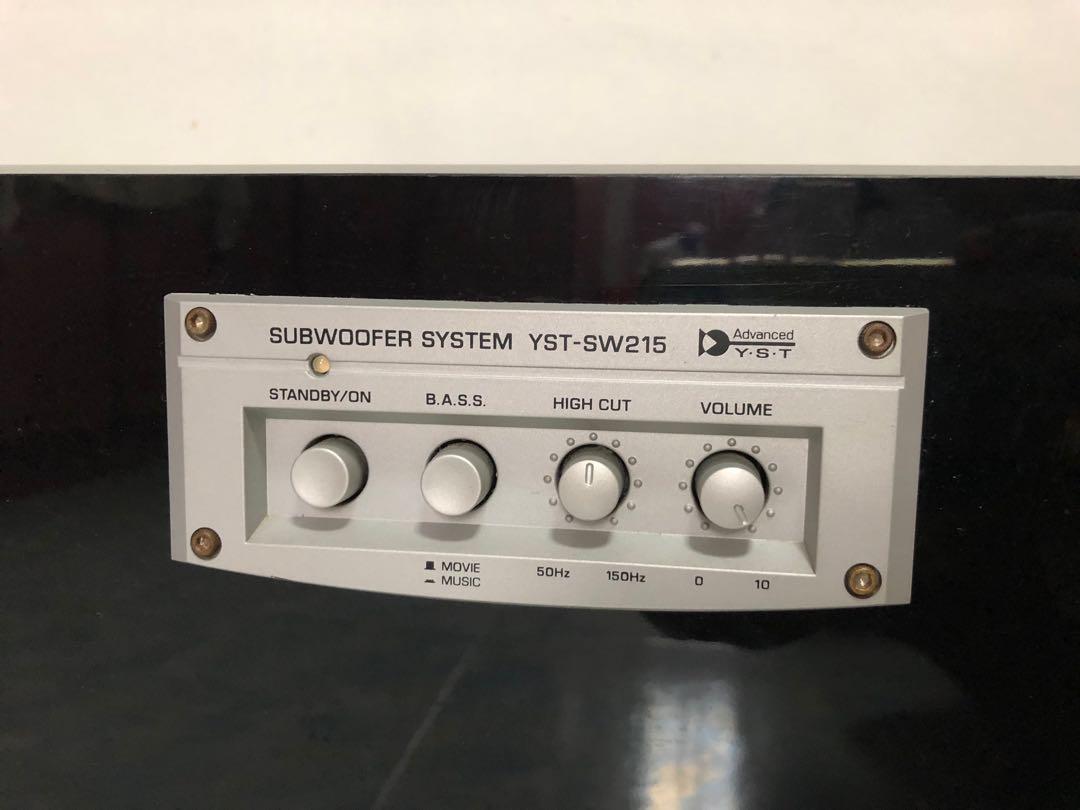 SUBWOOFER SYSTEM YST-SW215
Advanced
Y·S·T
STANDBY/ON B.A.S.S. HIGH CUT VOLUME
MOVIE
MUSIC
50Hz 150Hz 0 10